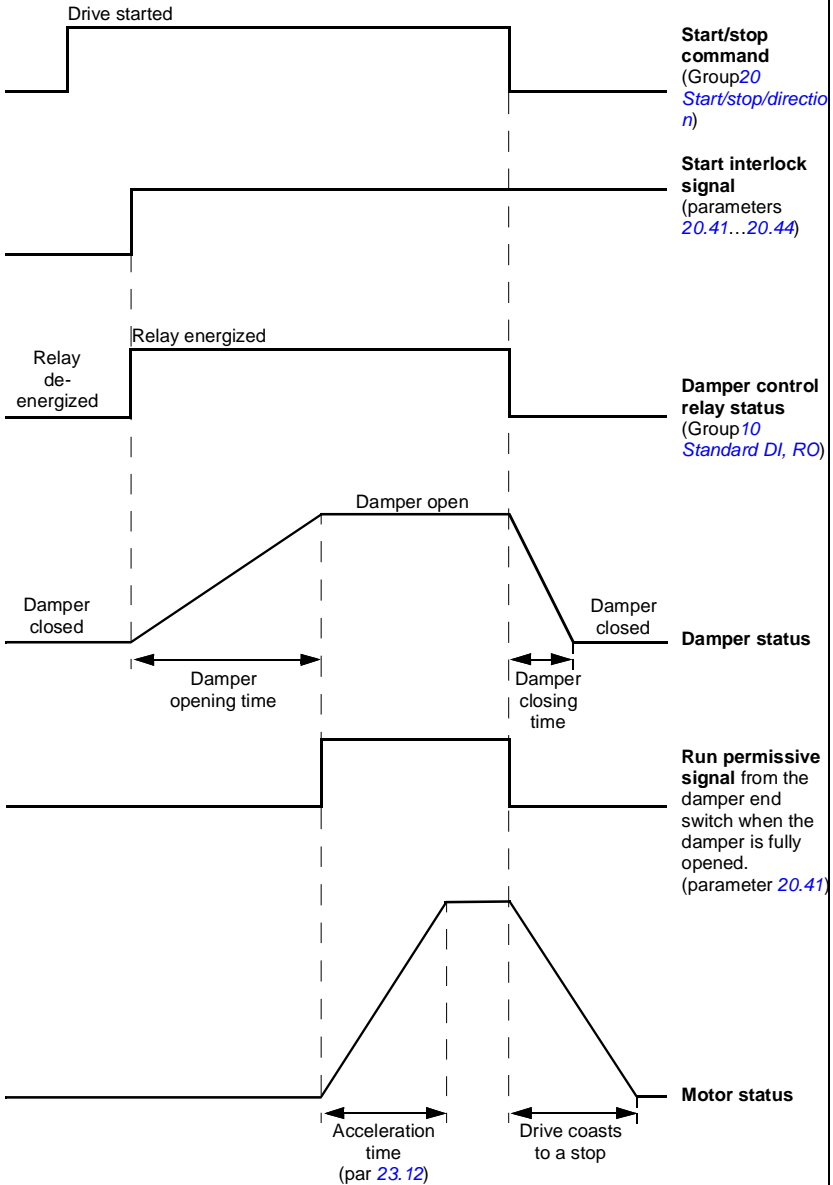 Drive started
Start/stop
command
(Group20
Start/stop/directio
n)
Start interlock
signal
(parameters
20.41…20.44)
Relay energized
Relay
de-
energized
Damper control
relay status
(Group10
Standard DI, RO)
Damper open
Damper
closed
Damper
closed
Damper status
Damper
opening time
Damper
closing
time
Run permissive
signal from the
damper end
switch when the
damper is fully
opened.
(parameter 20.41)
Motor status
Acceleration
time
(par 23.12)
Drive coasts
to a stop